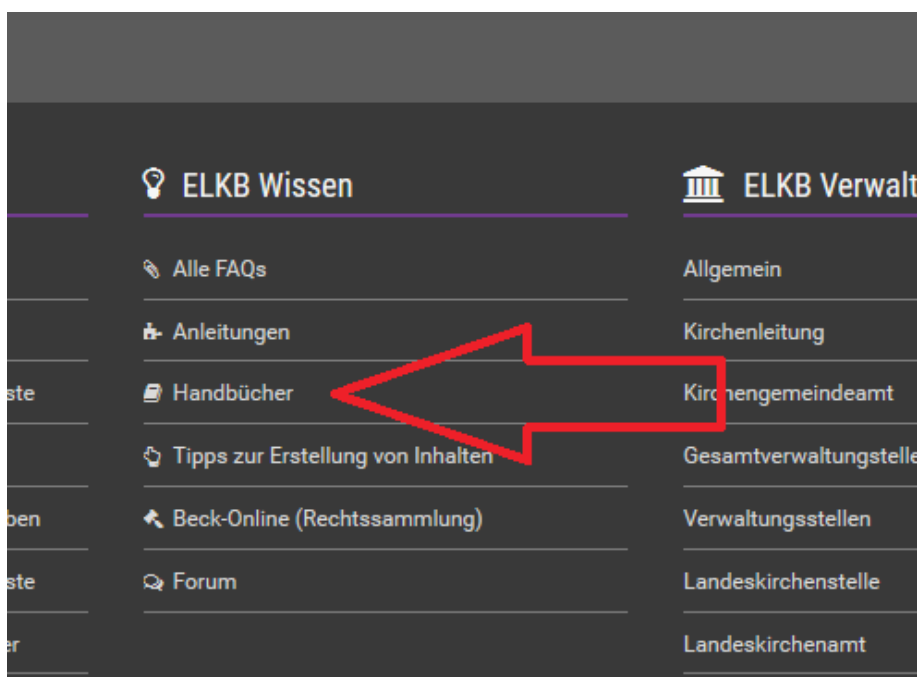 ELKB Wissen
Alle FAQs
Anleitungen
Handbücher
Tipps zur Erstellung von Inhalten
Beck-Online (Rechtssammlung)
Forum
ELKB Verwalt
Allgemein
Kirchenleitung
Kirchengemeindeamt
Gesamtverwaltungstelle
Verwaltungsstellen
Landeskirchenstelle
Landeskirchenamt
ste
ben
ste
er